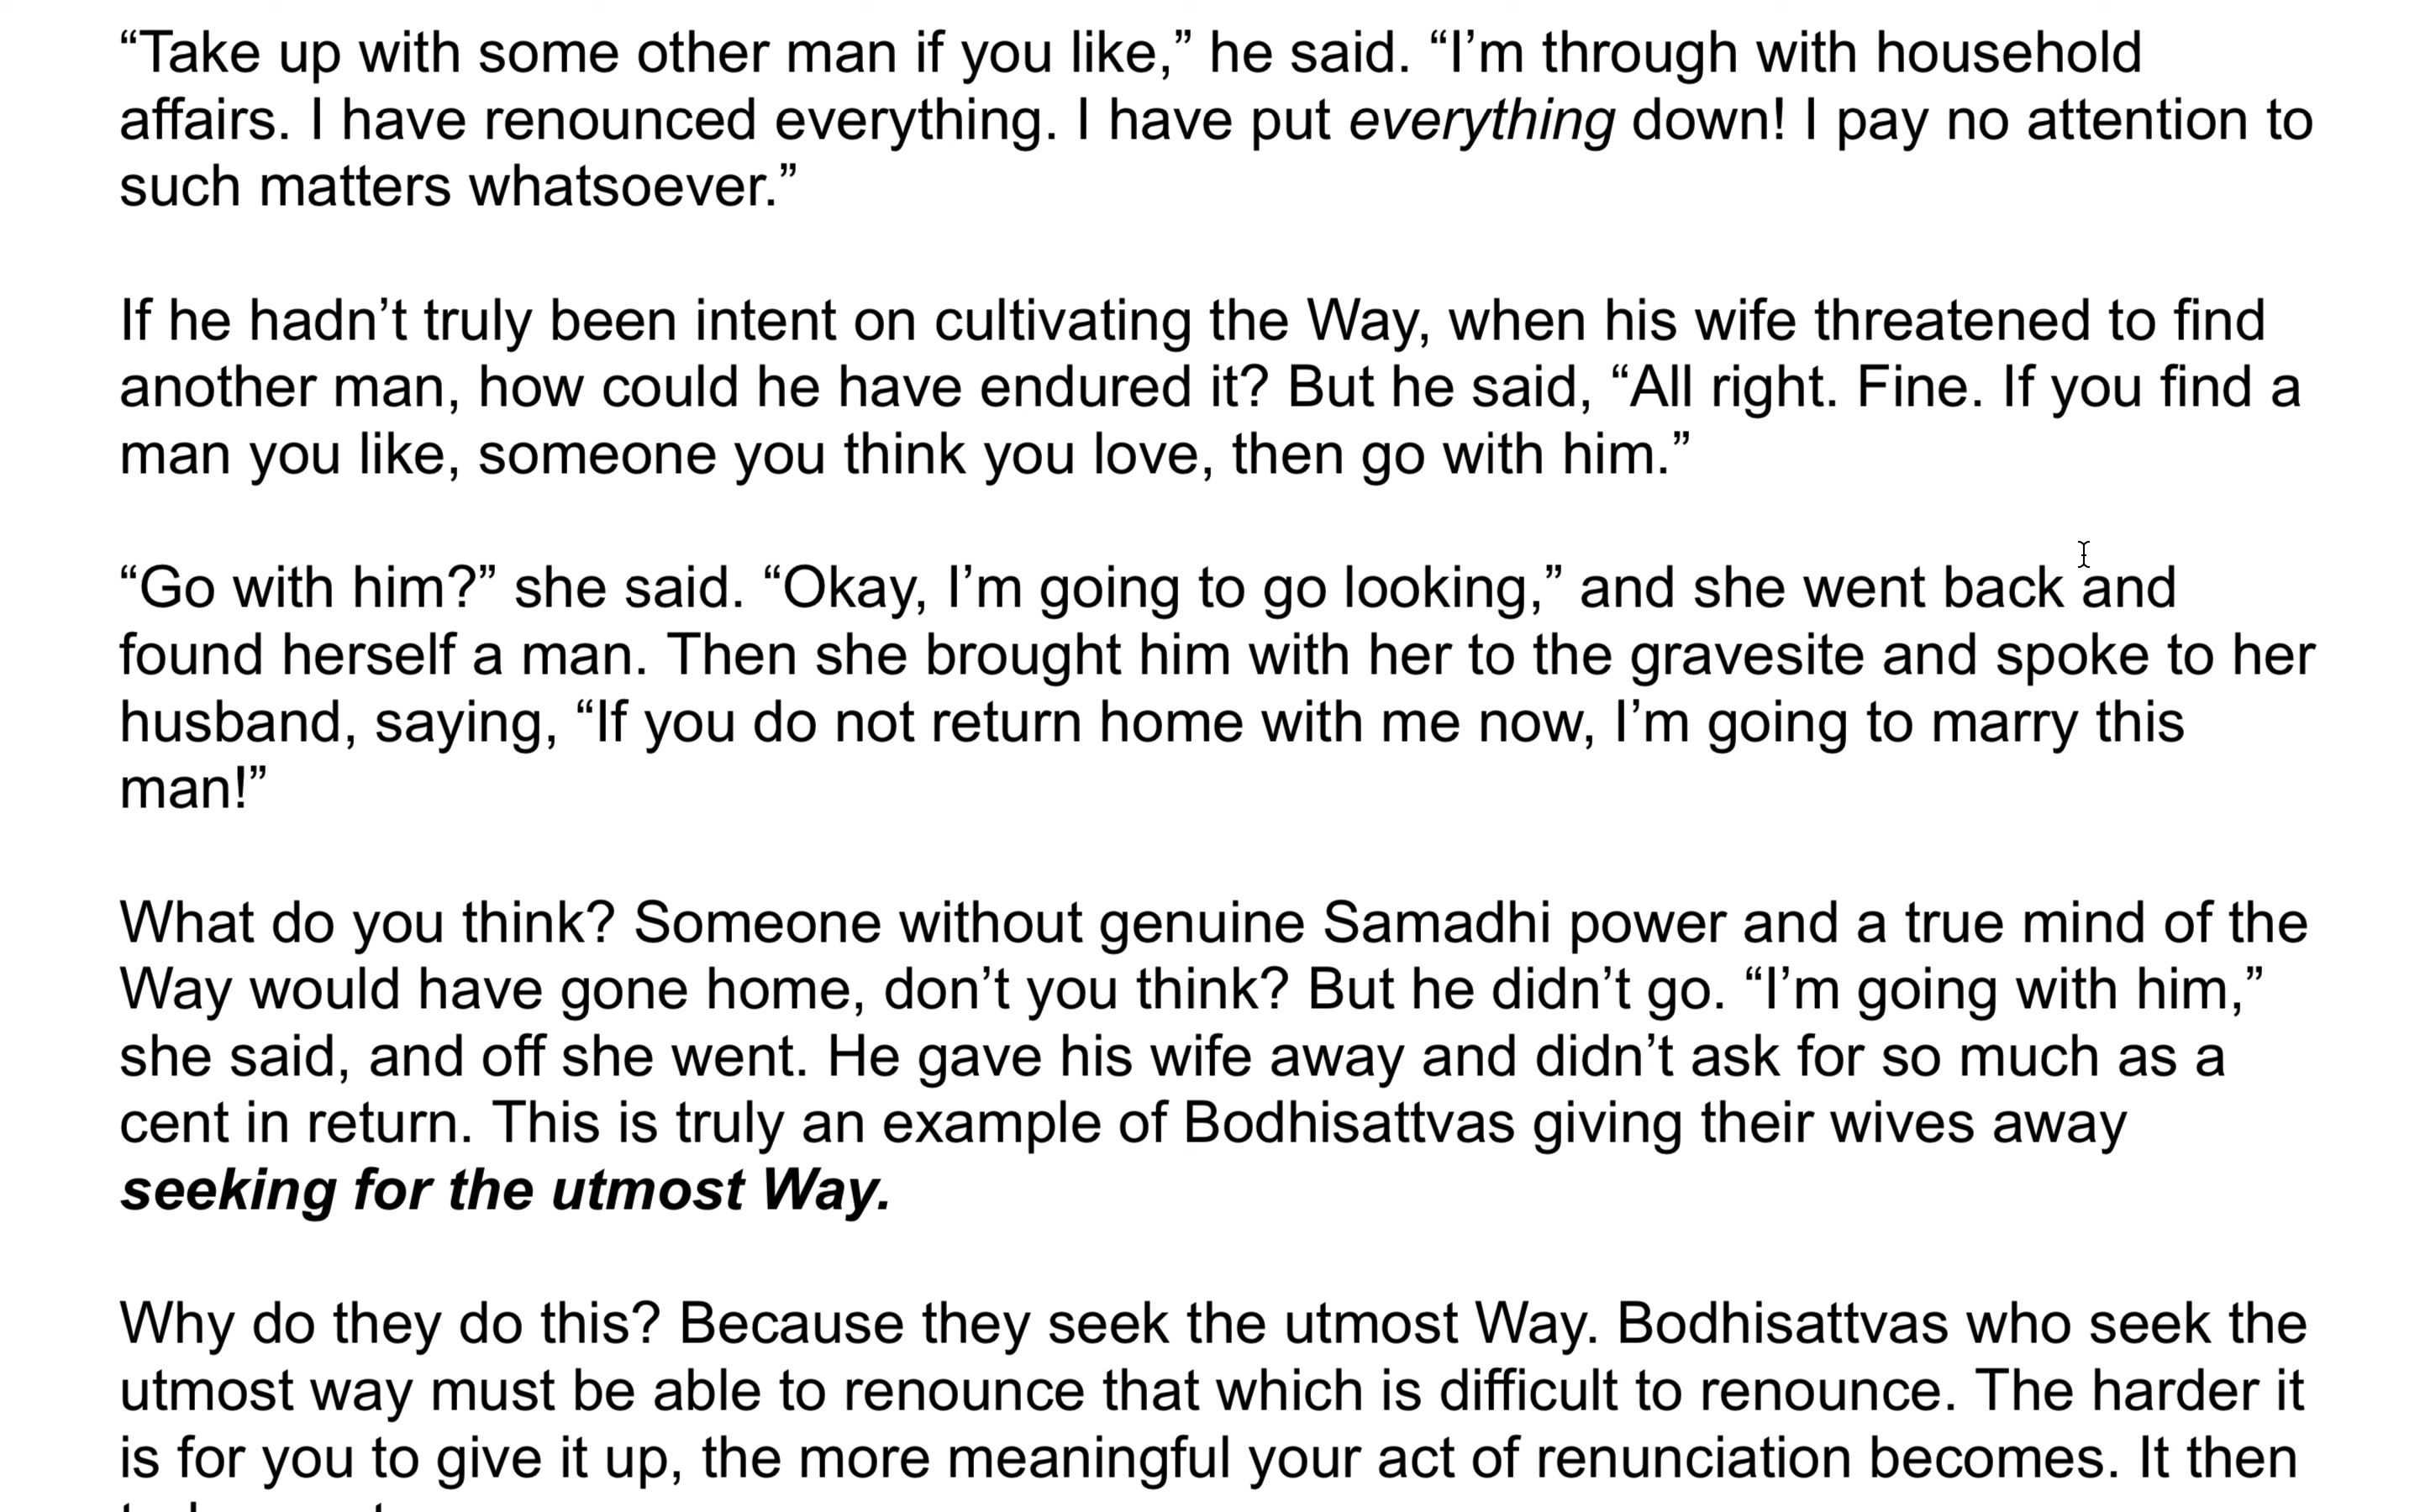 “Take up with some other man if you like,” he said. “I’m through with household
affairs. I have renounced everything. I have put everything down! I pay no attention to
such matters whatsoever.”
If he hadn’t truly been intent on cultivating the Way, when his wife threatened to find
another man, how could he have endured it? But he said, “All right. Fine. If you find a
man you like, someone you think you love, then go with him.”
“Go with him?” she said. “Okay, I’m going to go looking,” and she went back and
found herself a man. Then she brought him with her to the gravesite and spoke to her
husband, saying, “If you do not return home with me now, I’m going to marry this
man!”
What do you think? Someone without genuine Samadhi power and a true mind of the
Way would have gone home, don’t you think? But he didn’t go. “I’m going with him,”
she said, and off she went. He gave his wife away and didn’t ask for so much as a
cent in return. This is truly an example of Bodhisattvas giving their wives away
seeking for the utmost Way.
Why do they do this? Because they seek the utmost Way. Bodhisattvas who seek the
utmost way must be able to renounce that which is difficult to renounce. The harder it
is for you to give it up, the more meaningful your act of renunciation becomes. It then